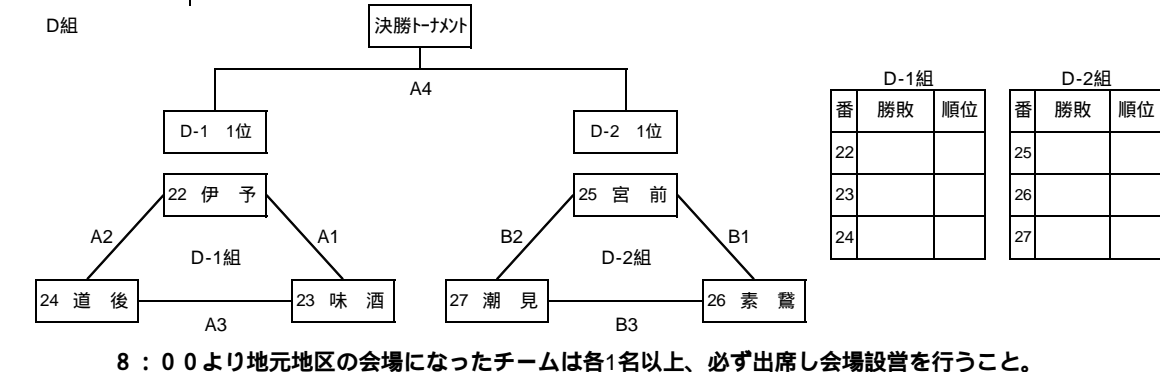 D組
決勝トーナメント
A4
D-1 1位
D-2 1位
22 伊 予
25 宮 前
A2
A1
B2
B1
D-1組
D-2組
24 道 後
23 味 酒
27 潮 見
26 素 鵞
A3
B3
D-1組
番 勝敗 順位
22
23
24
D-2組
番 勝敗 順位
25
26
27
8：００より地元地区の会場になったチームは各1名以上、必ず出席し会場設営を行うこと。